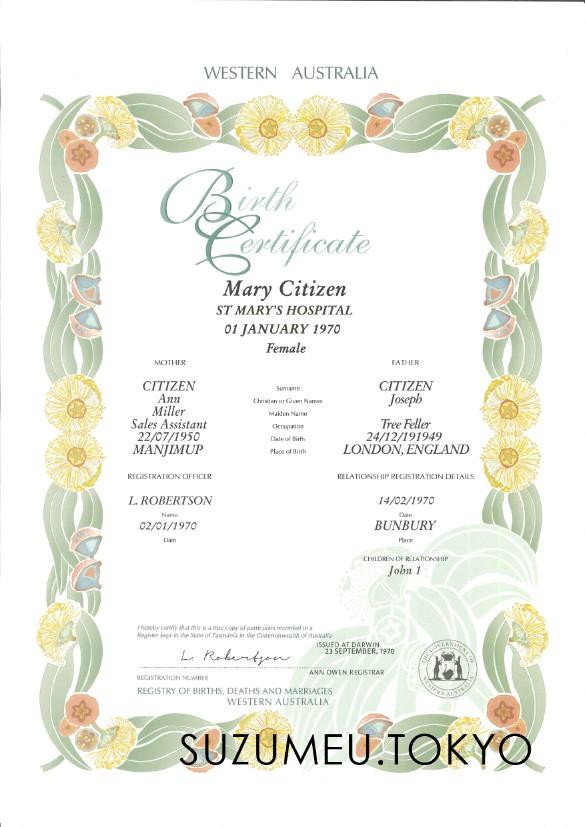 WESTERN AUSTRALIA
Birth
Certificate
Mary Citizen
ST MARY'S HOSPITAL
01 JANUARY 1970
Female
MOTHER FATHER
CITIZEN Surname CITIZEN
Ann Christian or Given Names Joseph
Miller Maiden Name
Sales Assistant Occupation Tree Feller
22/07/1950 Date of Birth 24/12/191949
MANJIMUP Place of Birth LONDON, ENGLAND
REGISTRATION OFFICER RELATIONSHIP REGISTRATION DETAILS
L. ROBERTSON 14/02/1970
Name Date
02/01/1970 BUNBURY
Date Place
CHILDREN OF RELATIONSHIP
John 1
I hereby certify that this is a true copy of particulars recorded in a
Register kept in the State of Tasmania in the Commonwealth of Australia
ISSUED AT DARWIN
23 SEPTEMBER, 1970
L. Robertson
ANN OWEN REGISTRAR
REGISTRATION NUMBER
REGISTRY OF BIRTHS, DEATHS AND MARRIAGES
WESTERN AUSTRALIA
THE GOVERNMENT OF
WESTERN AUSTRALIA
SUZUMEU.TOKYO